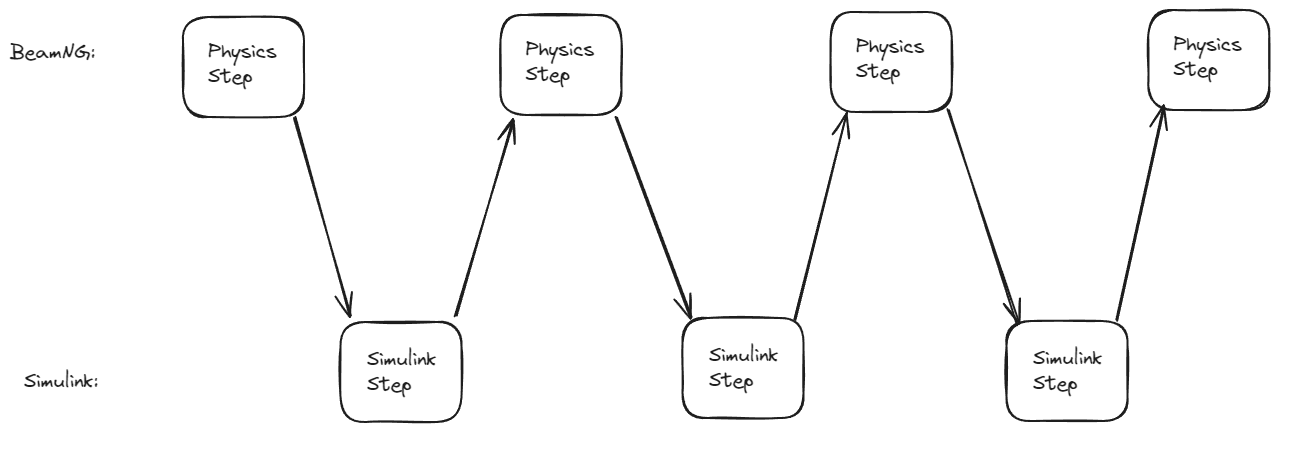 BeamNG:
Physics
Step
Physics
Step
Physics
Step
Physics
Step
Simulink:
Simulink
Step
Simulink
Step
Simulink
Step